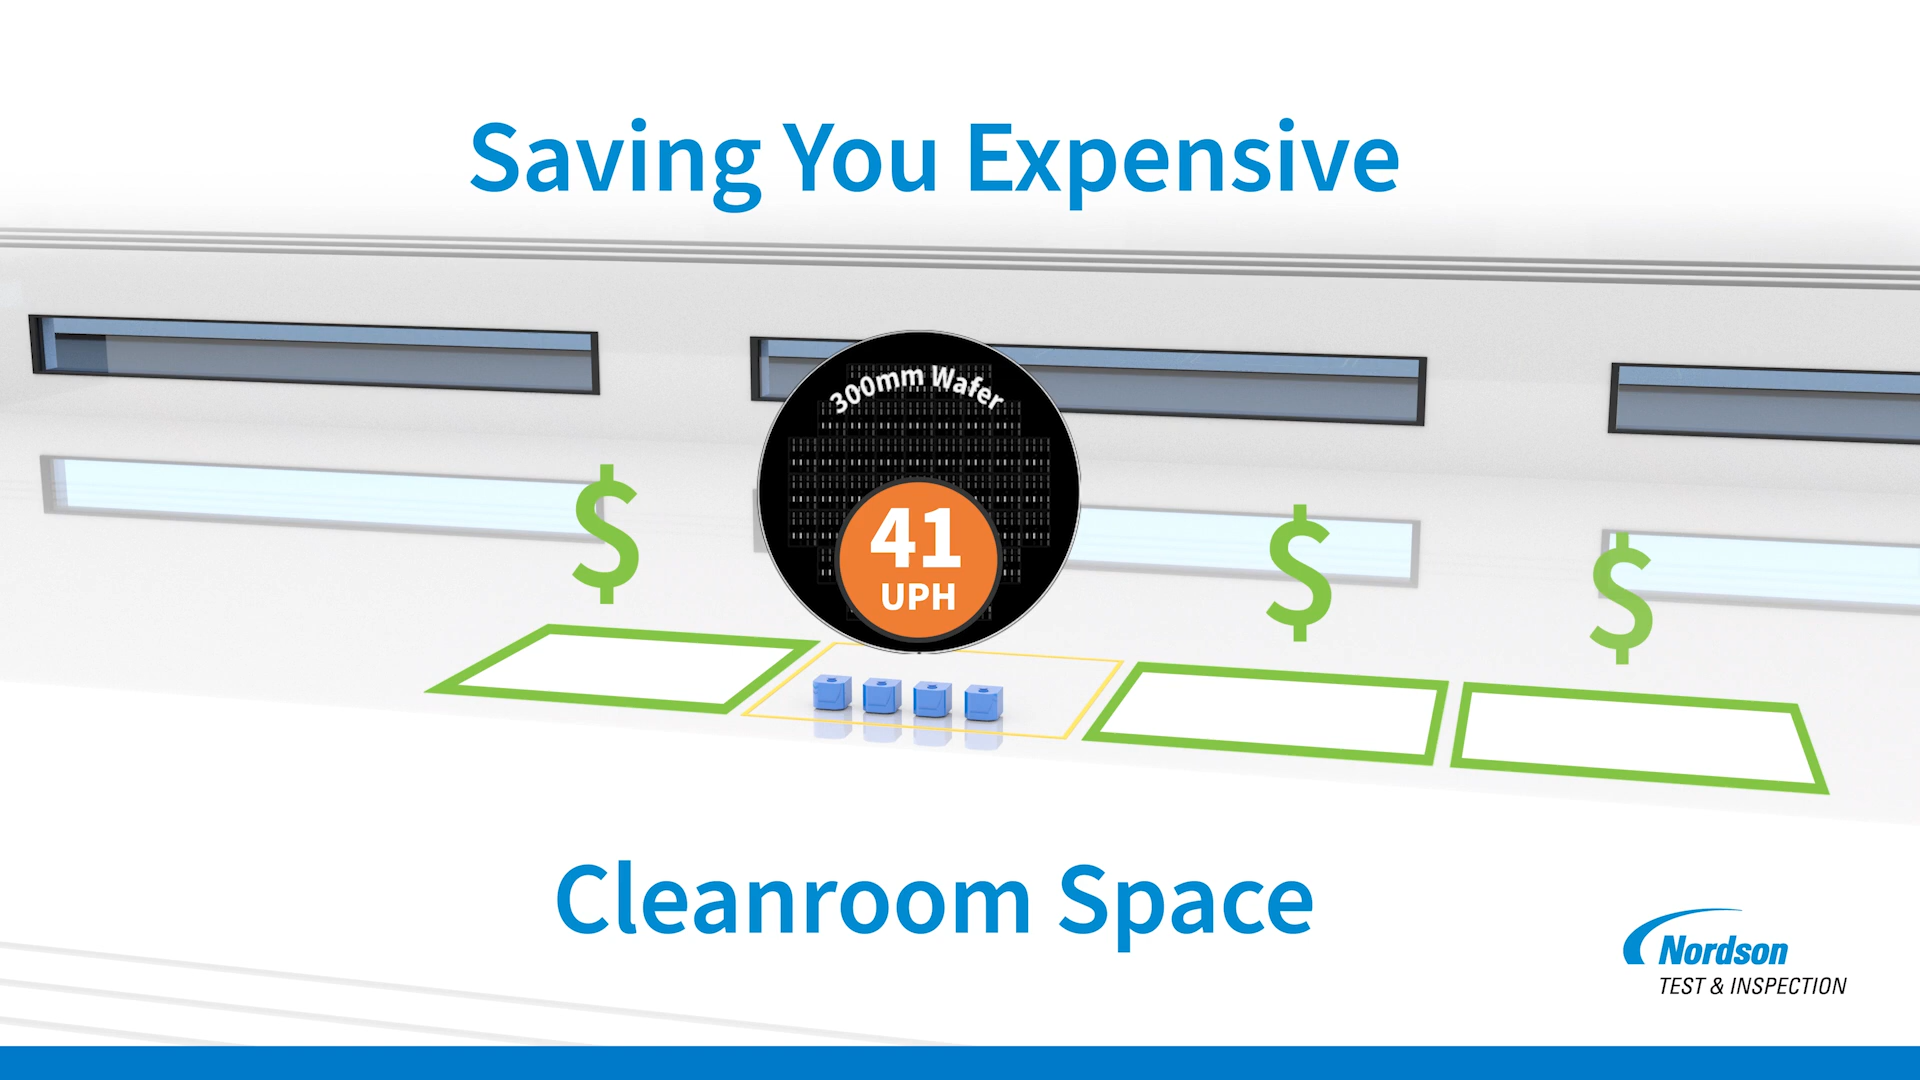 Saving You Expensive
300mm Wafer
$
41
UPH
$
$
Cleanroom Space
Nordson
TEST & INSPECTION